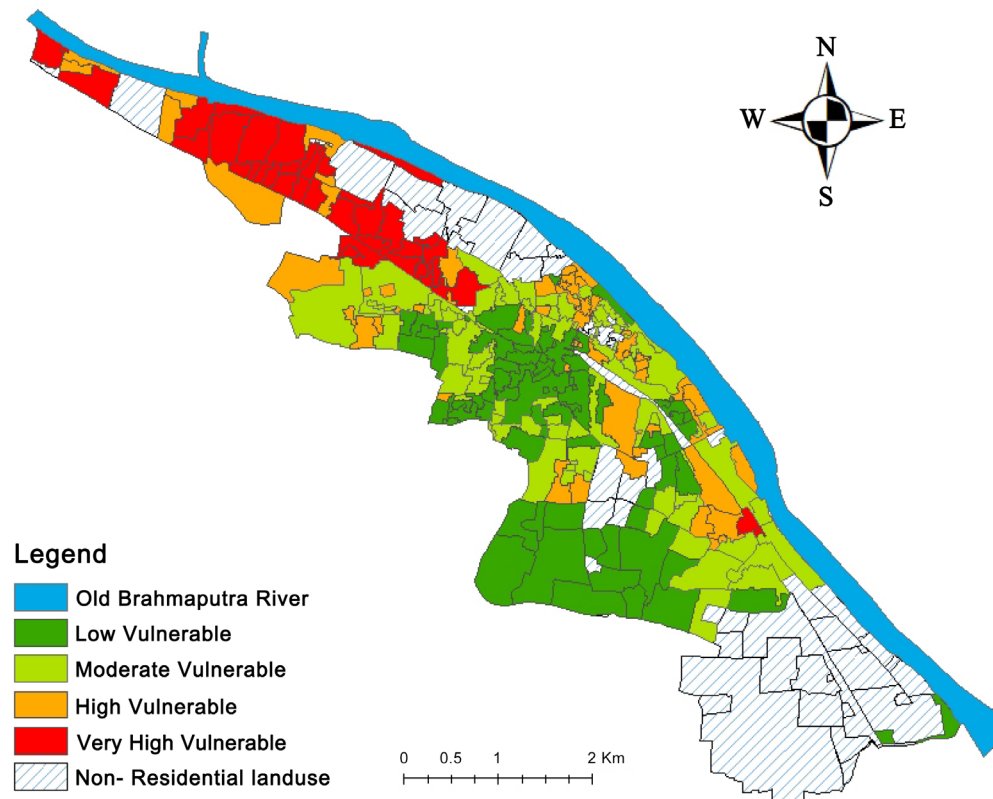 N
W E
S
Legend
Old Brahmaputra River
Low Vulnerable
Moderate Vulnerable
High Vulnerable
Very High Vulnerable
Non- Residential landuse
0 0.5 1 2 Km